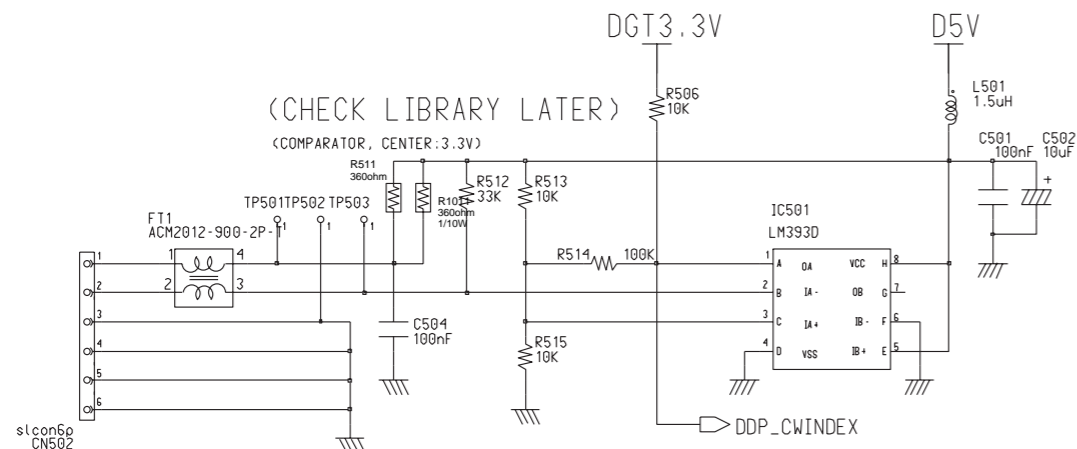 DGT3.3V
D5V
(CHECK LIBRARY LATER)
(COMPARATOR, CENTER:3.3V)
R506
10K
L501
1.5uH
C501
100nF
C502
10uF
+
R511
360ohm
R1011
360ohm
1/10W
R512
33K
R513
10K
TP501 TP502 TP503
1 1 1
FT1
ACM2012-900-2P-T
1 4
2 3
R514 100K
IC501
LM393D
1 A OA VCC H 8
2 B IA- OB G 7
3 C IA+ IB- F 6
4 D VSS IB+ E 5
C504
100nF
R515
10K
1
2
3
4
5
6
slcon6p
CN502
DDP_CWINDEX